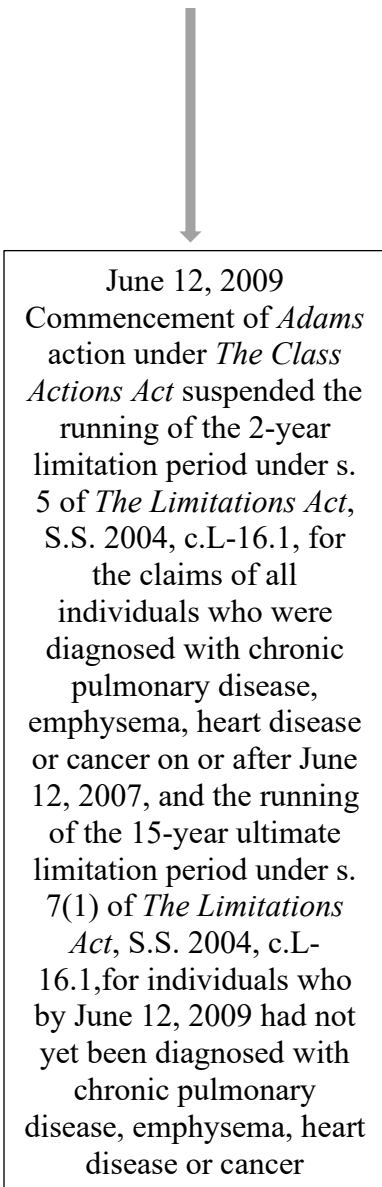 June 12, 2009
Commencement of Adams
action under The Class
Actions Act suspended the
running of the 2-year
limitation period under s.
5 of The Limitations Act,
S.S. 2004, c.L-16.1, for
the claims of all
individuals who were
diagnosed with chronic
pulmonary disease,
emphysema, heart disease
or cancer on or after June
12, 2007, and the running
of the 15-year ultimate
limitation period under s.
7(1) of The Limitations
Act, S.S. 2004, c.L-
16.1,for individuals who
by June 12, 2009 had not
yet been diagnosed with
chronic pulmonary
disease, emphysema, heart
disease or cancer